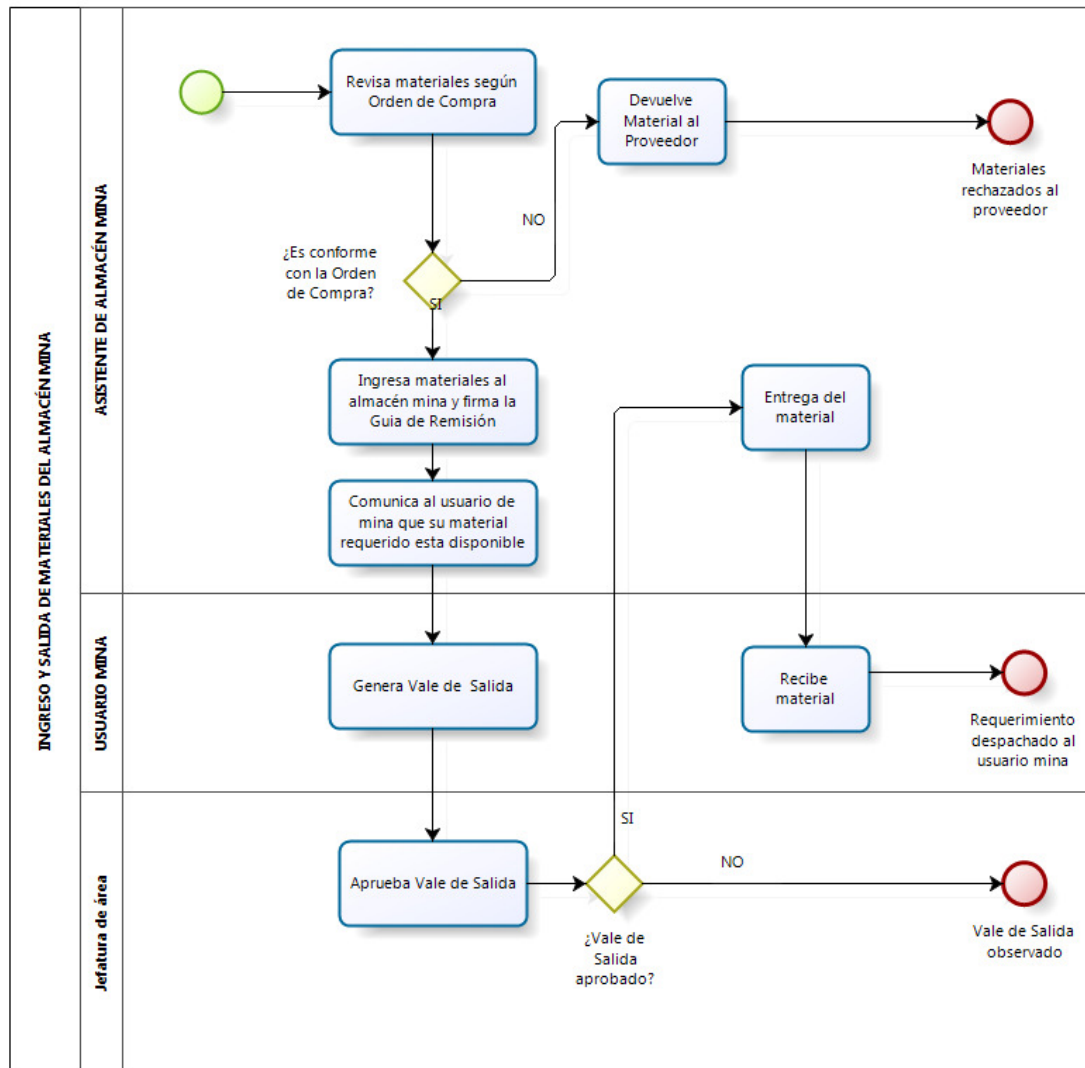 INGRESO Y SALIDA DE MATERIALES DEL ALMACÉN MINA
ASISTENTE DE ALMACÉN MINA
Revisa materiales según
Orden de Compra
Devuelve
Material al
Proveedor
Materiales
rechazados al
proveedor
NO
¿Es conforme
con la Orden
de Compra?
SI
Ingresa materiales al
almacén mina y firma la
Guia de Remisión
Entrega del
material
Comunica al usuario de
mina que su material
requerido esta disponible
USUARIO MINA
Genera Vale de Salida
Recibe
material
Requerimiento
despachado al
usuario mina
Jefatura de área
SI
Aprueba Vale de Salida
NO
¿Vale de
Salida
aprobado?
Vale de Salida
observado